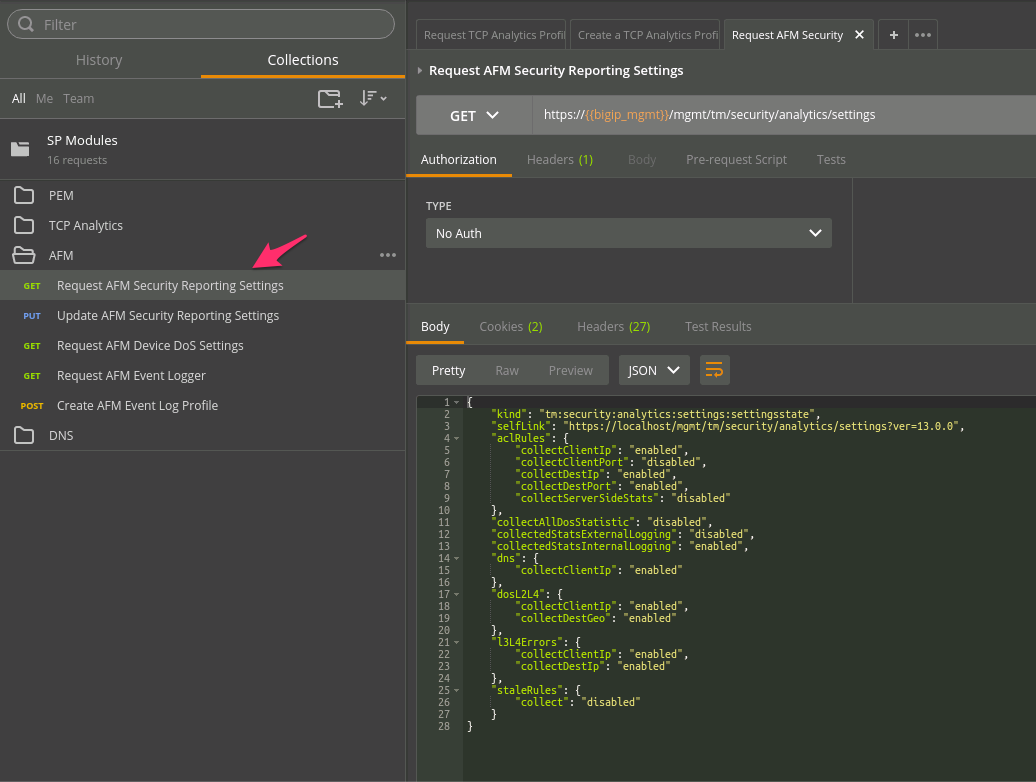 Filter
History
Collections
All Me Team
SP Modules
16 requests
PEM
TCP Analytics
AFM
GET Request AFM Security Reporting Settings
PUT Update AFM Security Reporting Settings
GET Request AFM Device DoS Settings
GET Request AFM Event Logger
POST Create AFM Event Log Profile
DNS
Request TCP Analytics Profil
Create a TCP Analytics Profi
Request AFM Security
Request AFM Security Reporting Settings
GET https://{{bigip_mgmt}}/mgmt/tm/security/analytics/settings
Authorization Headers (1) Body Pre-request Script Tests
TYPE
No Auth
Body Cookies (2) Headers (27) Test Results
Pretty Raw Preview JSON
1 {
2 "kind": "tm:security:analytics:settings:settingsstate",
3 "selfLink": "https://localhost/mgmt/tm/security/analytics/settings?ver=13.0.0",
4 "aclRules": {
5 "collectClientIp": "enabled",
6 "collectClientPort": "disabled",
7 "collectDestIp": "enabled",
8 "collectDestPort": "enabled",
9 "collectServerSideStats": "disabled"
10 },
11 "collectAllDosStatistic": "disabled",
12 "collectedStatsExternalLogging": "disabled",
13 "collectedStatsInternalLogging": "enabled",
14 "dns": {
15 "collectClientIp": "enabled"
16 },
17 "dosL2L4": {
18 "collectClientIp": "enabled",
19 "collectDestGeo": "enabled"
20 },
21 "l3L4Errors": {
22 "collectClientIp": "enabled",
23 "collectDestIp": "enabled"
24 },
25 "staleRules": {
26 "collect": "disabled"
27 }
28 }